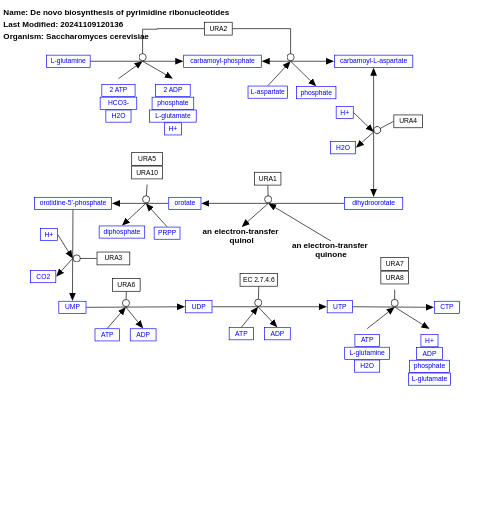 Name: De novo biosynthesis of pyrimidine ribonucleotides
Last Modified: 20241109120136
Organism: Saccharomyces cerevisiae
URA2
L-glutamine
carbamoyl-phosphate
carbamoyl-L-aspartate
2 ATP
HCO3-
H2O
2 ADP
phosphate
L-glutamate
H+
L-aspartate
phosphate
H+
URA4
H2O
URA5
URA10
URA1
orotidine-5'-phosphate
orotate
dihydroorotate
H+
diphosphate
PRPP
an electron-transfer
quinol
an electron-transfer
quinone
URA3
CO2
URA6
EC 2.7.4.6
URA7
URA8
UMP
UDP
UTP
CTP
ATP
ADP
ATP
ADP
ATP
L-glutamine
H2O
H+
ADP
phosphate
L-glutamate